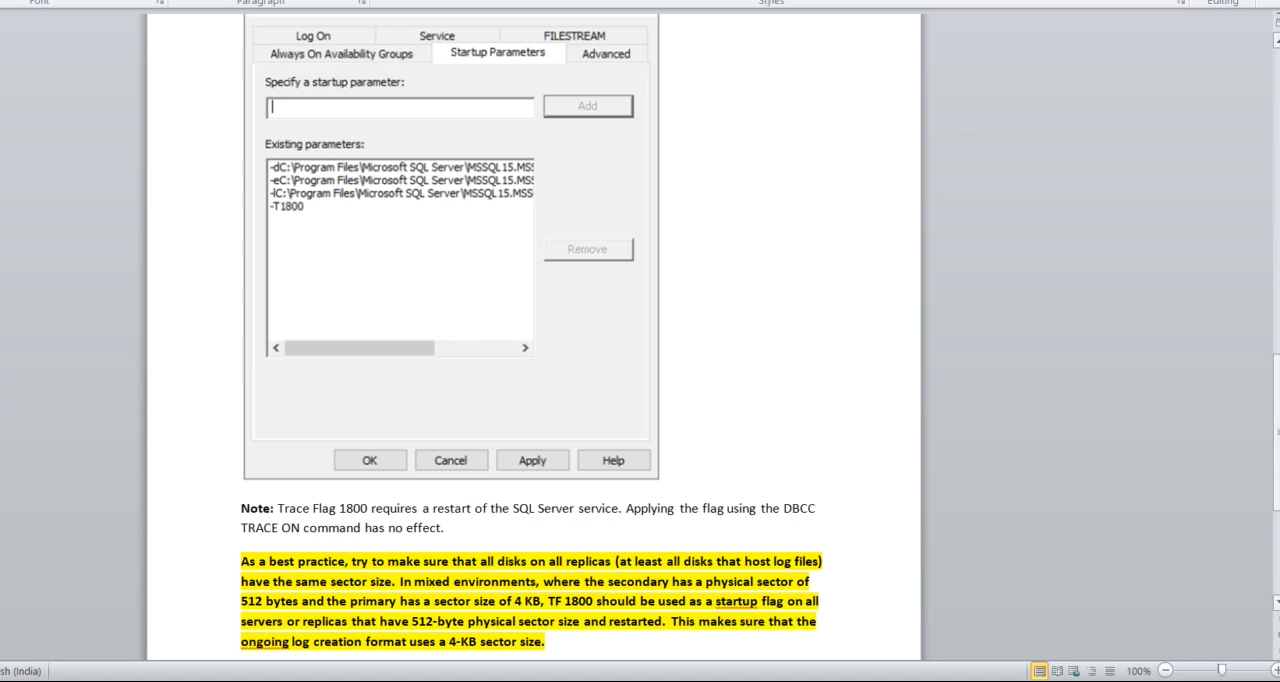 Font Paragraph Styles Editing
Log On Service FILESTREAM
Always On Availability Groups Startup Parameters Advanced
Specify a startup parameter:
Add
Existing parameters:
-dC:\Program Files\Microsoft SQL Server\MSSQL15.MSS
-eC:\Program Files\Microsoft SQL Server\MSSQL15.MSS
-lC:\Program Files\Microsoft SQL Server\MSSQL15.MSS
-T1800
Remove
OK Cancel Apply Help
Note: Trace Flag 1800 requires a restart of the SQL Server service. Applying the flag using the DBCC
TRACE ON command has no effect.
As a best practice, try to make sure that all disks on all replicas (at least all disks that host log files)
have the same sector size. In mixed environments, where the secondary has a physical sector of
512 bytes and the primary has a sector size of 4 KB, TF 1800 should be used as a startup flag on all
servers or replicas that have 512-byte physical sector size and restarted. This makes sure that the
ongoing log creation format uses a 4-KB sector size.
sh (India) 100%